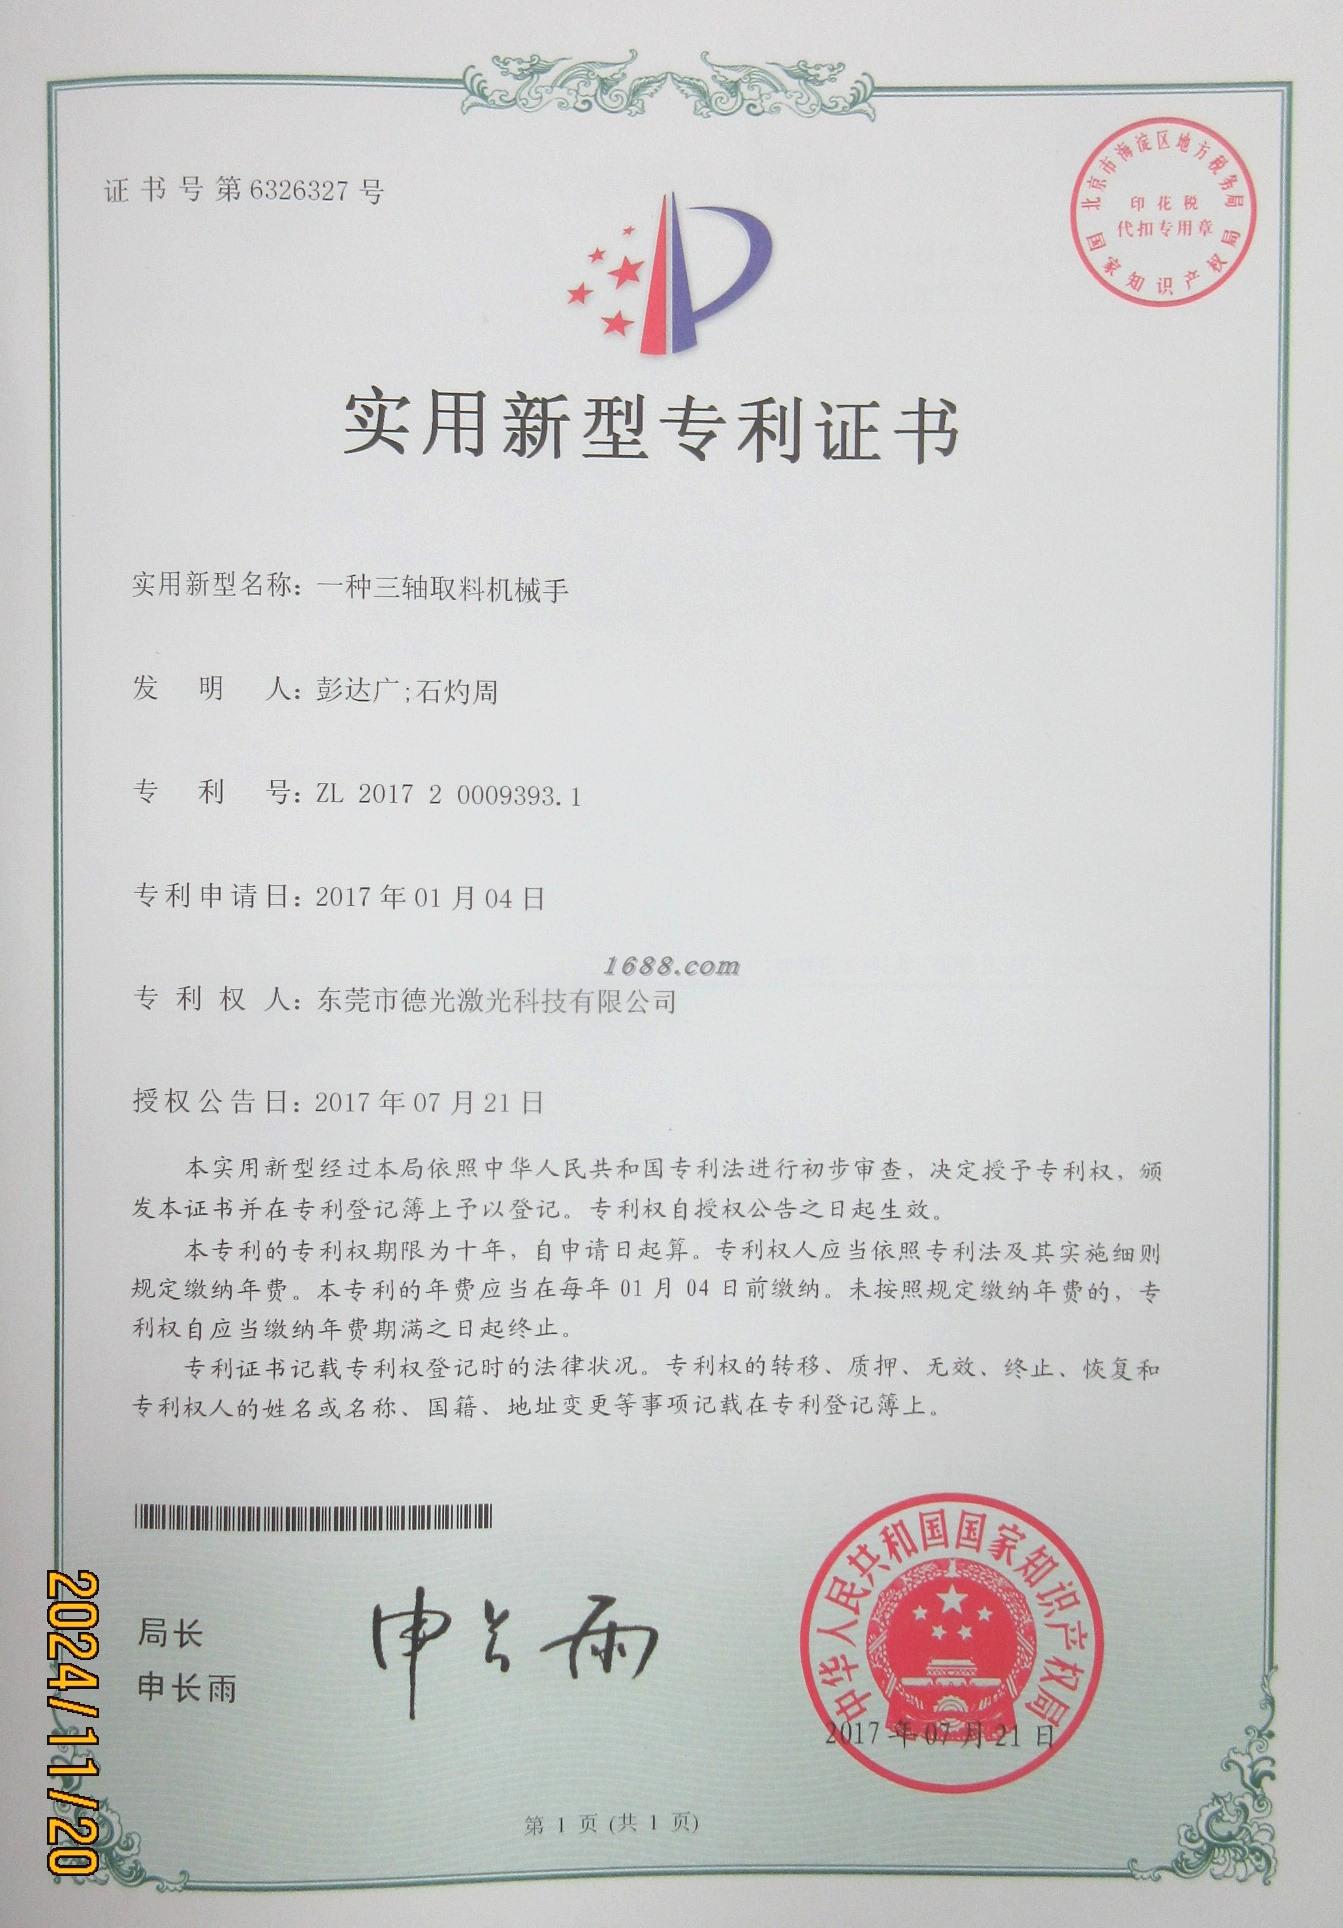 证书号第6326327号
北京市海淀区地方税务局
印花税
代扣专用章
国家知识产权局
实用新型专利证书
实用新型名称：一种三轴取料机械手
发明人：彭达广;石灼周
专利号：ZL 2017 2 0009393.1
专利申请日：2017年01月04日
1688.com
专利权人：东莞市德光激光科技有限公司
授权公告日：2017年07月21日
本实用新型经过本局依照中华人民共和国专利法进行初步审查，决定授予专利权，颁
发本证书并在专利登记簿上予以登记。专利权自授权公告之日起生效。
本专利的专利权期限为十年，自申请日起算。专利权人应当依照专利法及其实施细则
规定缴纳年费。本专利的年费应当在每年01月04日前缴纳。未按照规定缴纳年费的，专
利权自应当缴纳年费期满之日起终止。
专利证书记载专利权登记时的法律状况。专利权的转移、质押、无效、终止、恢复和
专利权人的姓名或名称、国籍、地址变更等事项记载在专利登记簿上。
局长
申长雨
申长雨
中华人民共和国国家知识产权局
2017年07月21日
第1页(共1页)
2024/11/20